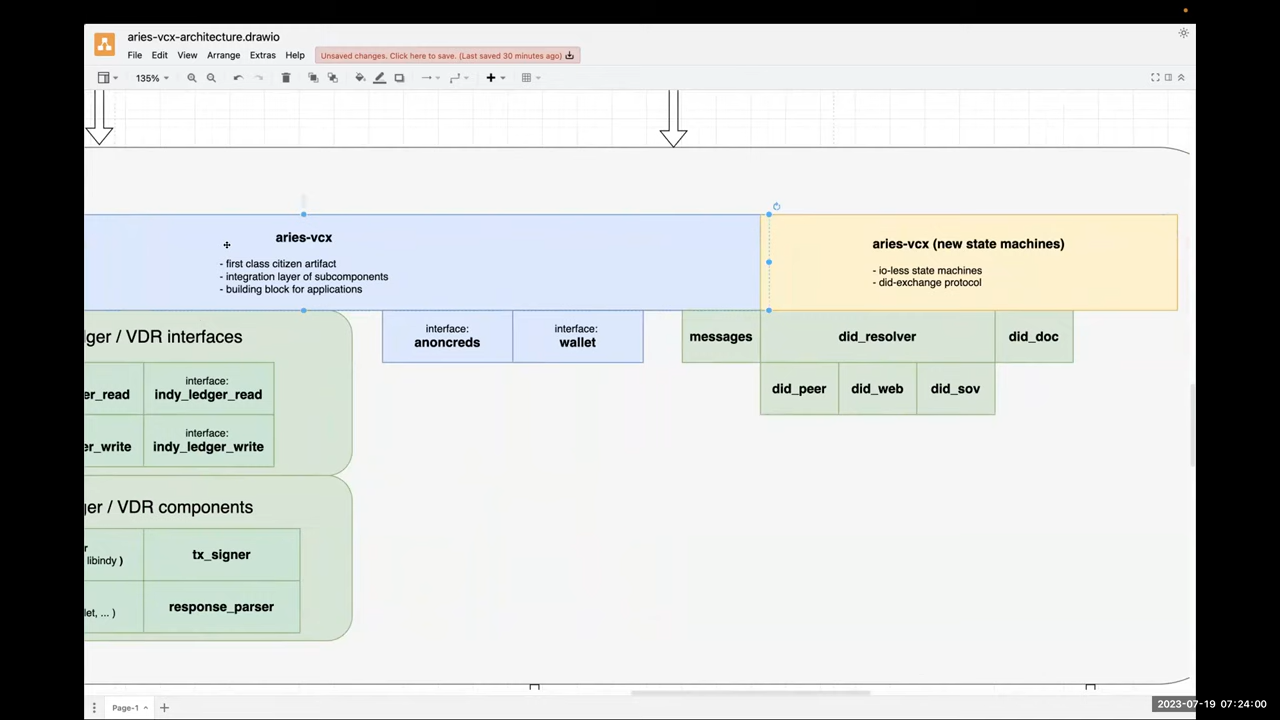 aries-vcx-architecture.drawio
File Edit View Arrange Extras Help Unsaved changes. Click here to save. (Last saved 30 minutes ago)
135%
aries-vcx
- first class citizen artifact
- integration layer of subcomponents
- building block for applications
aries-vcx (new state machines)
- io-less state machines
- did-exchange protocol
ger / VDR interfaces
interface:
anoncreds
interface:
wallet
messages
did_resolver
did_doc
er_read
interface:
indy_ledger_read
did_peer
did_web
did_sov
er_write
interface:
indy_ledger_write
ger / VDR components
r
libindy )
tx_signer
let, ... )
response_parser
Page-1
2023-07-19 07:24:00